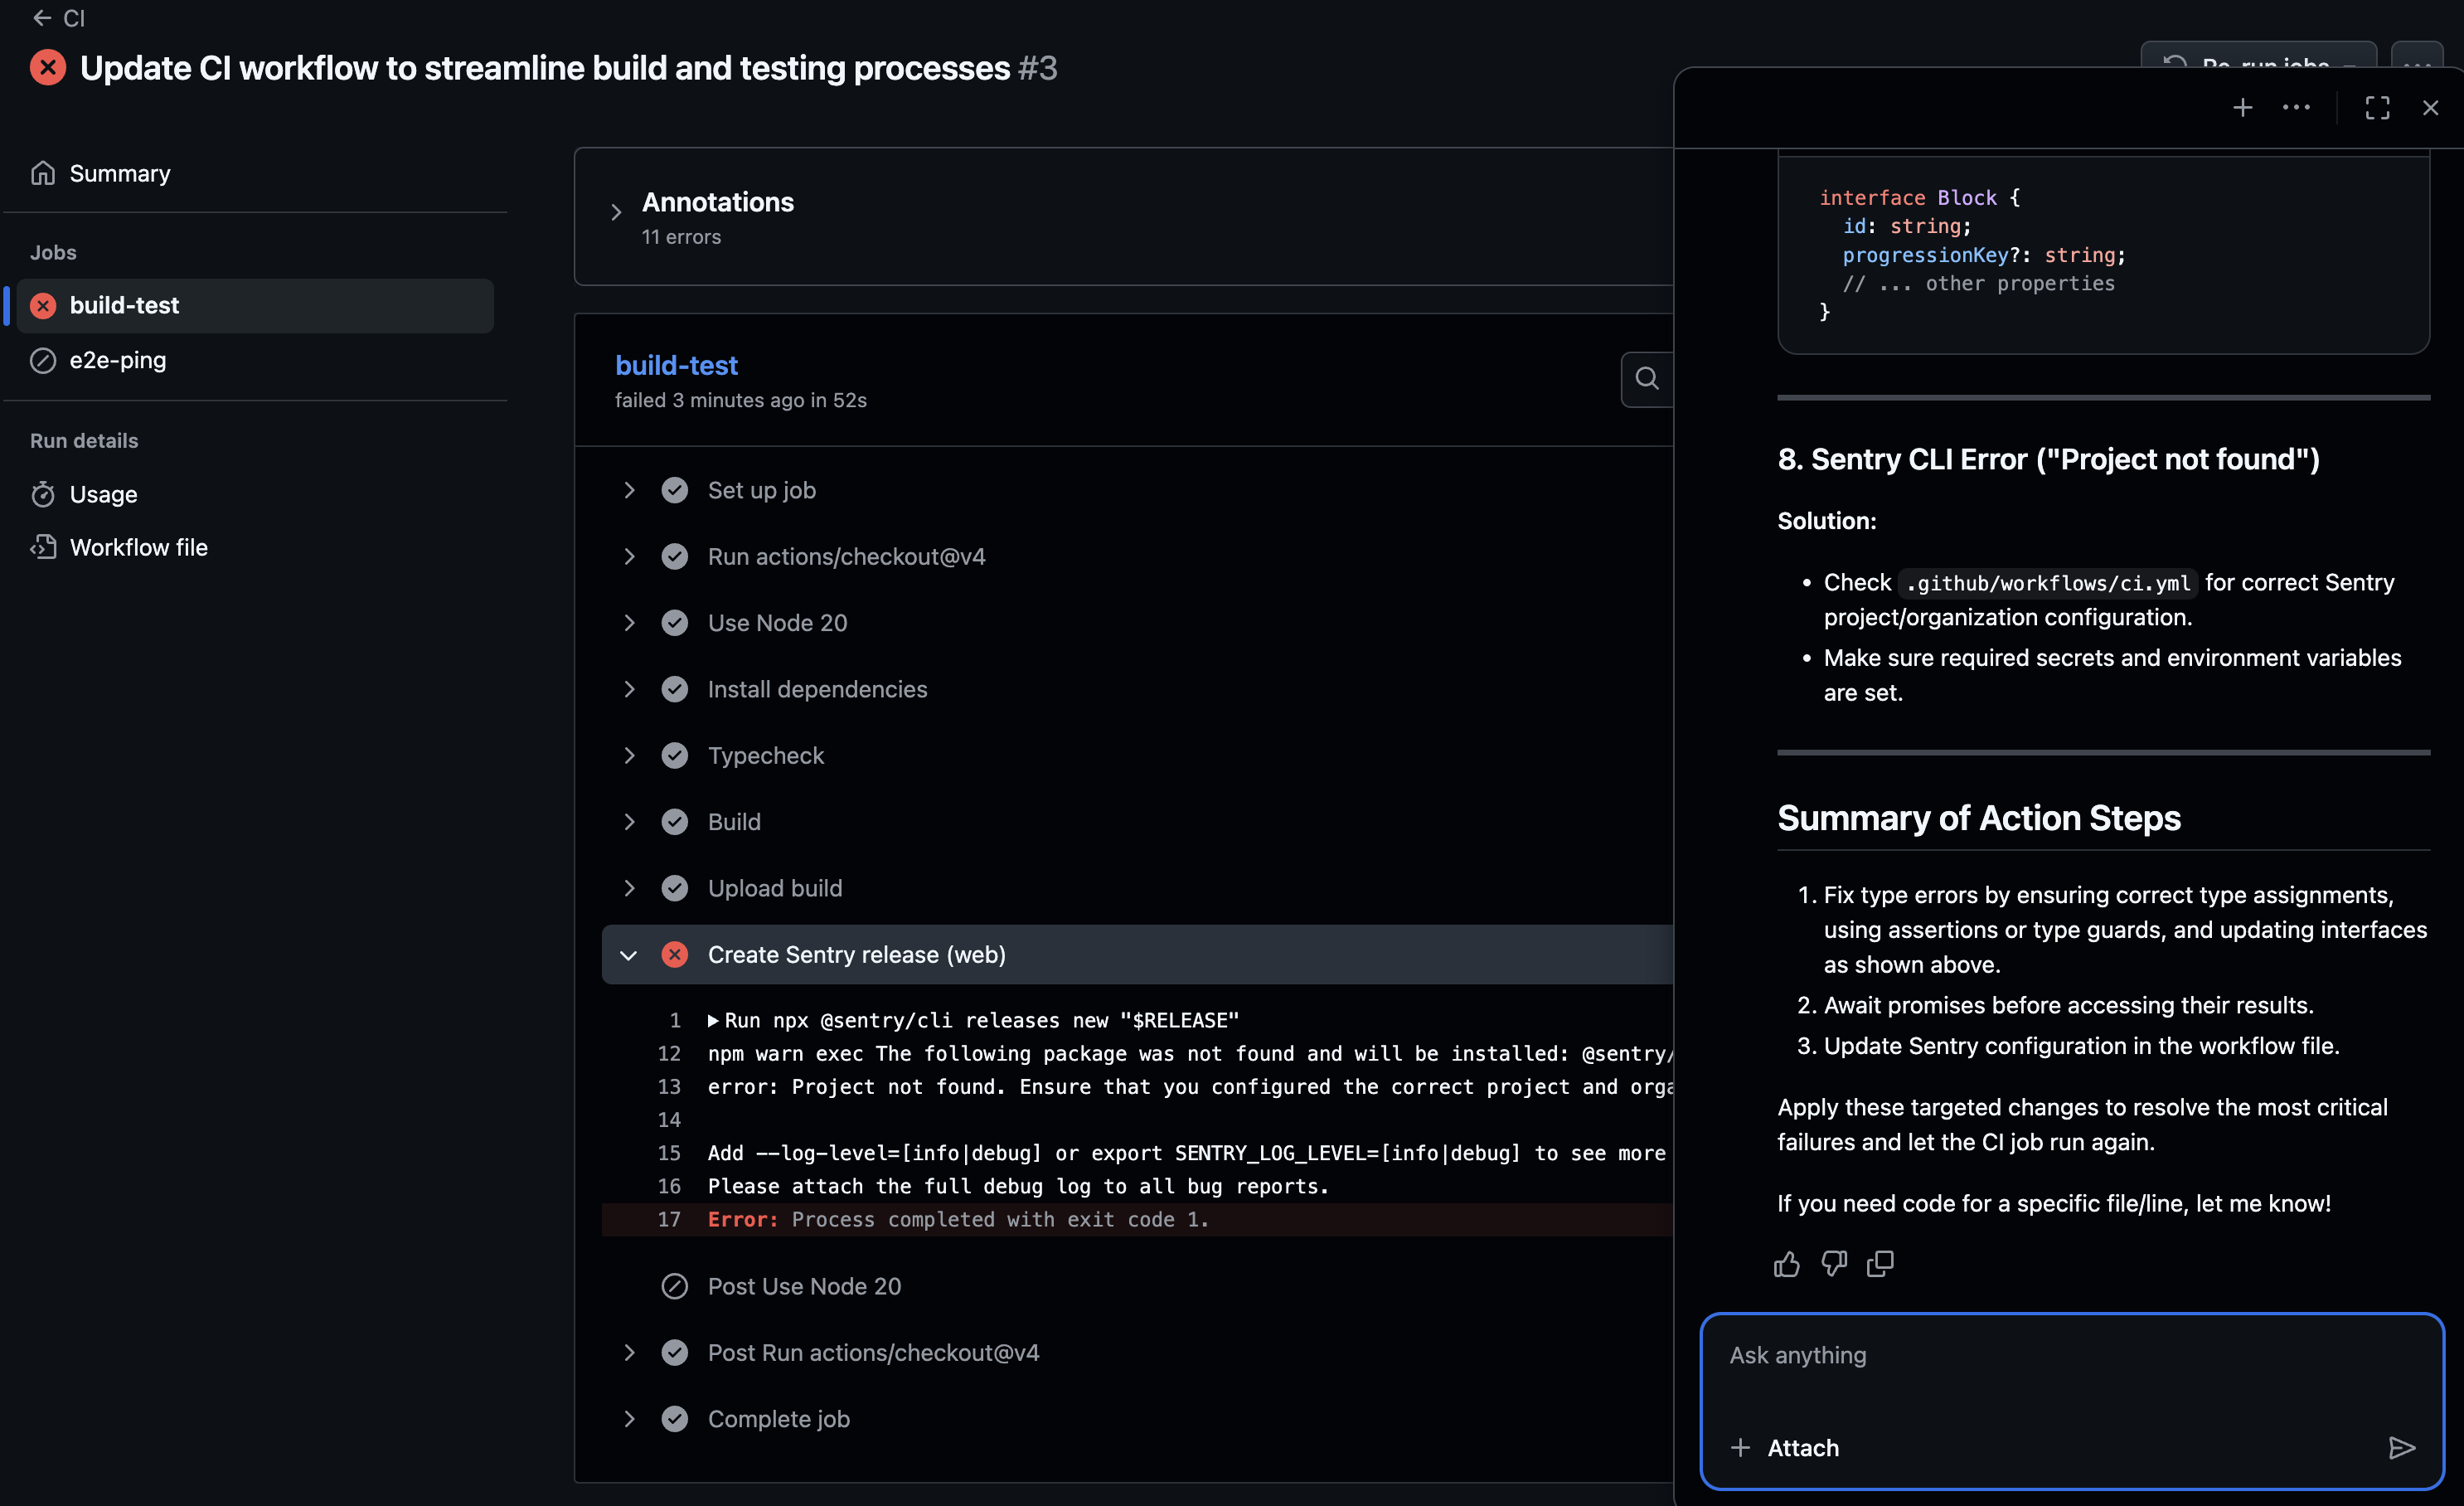 CI
Update CI workflow to streamline build and testing processes #3
Re-run jobs
Summary
Jobs
build-test
e2e-ping
Run details
Usage
Workflow file
Annotations
11 errors
build-test
failed 3 minutes ago in 52s
Set up job
Run actions/checkout@v4
Use Node 20
Install dependencies
Typecheck
Build
Upload build
Create Sentry release (web)
1 Run npx @sentry/cli releases new "$RELEASE"
12 npm warn exec The following package was not found and will be installed: @sentry/
13 error: Project not found. Ensure that you configured the correct project and orga
14
15 Add --log-level=[info|debug] or export SENTRY_LOG_LEVEL=[info|debug] to see more
16 Please attach the full debug log to all bug reports.
17 Error: Process completed with exit code 1.
Post Use Node 20
Post Run actions/checkout@v4
Complete job
interface Block {
id: string;
progressionKey?: string;
// ... other properties
}
8. Sentry CLI Error ("Project not found")
Solution:
• Check .github/workflows/ci.yml for correct Sentry
project/organization configuration.
• Make sure required secrets and environment variables
are set.
Summary of Action Steps
1. Fix type errors by ensuring correct type assignments,
using assertions or type guards, and updating interfaces
as shown above.
2. Await promises before accessing their results.
3. Update Sentry configuration in the workflow file.
Apply these targeted changes to resolve the most critical
failures and let the CI job run again.
If you need code for a specific file/line, let me know!
Ask anything
Attach